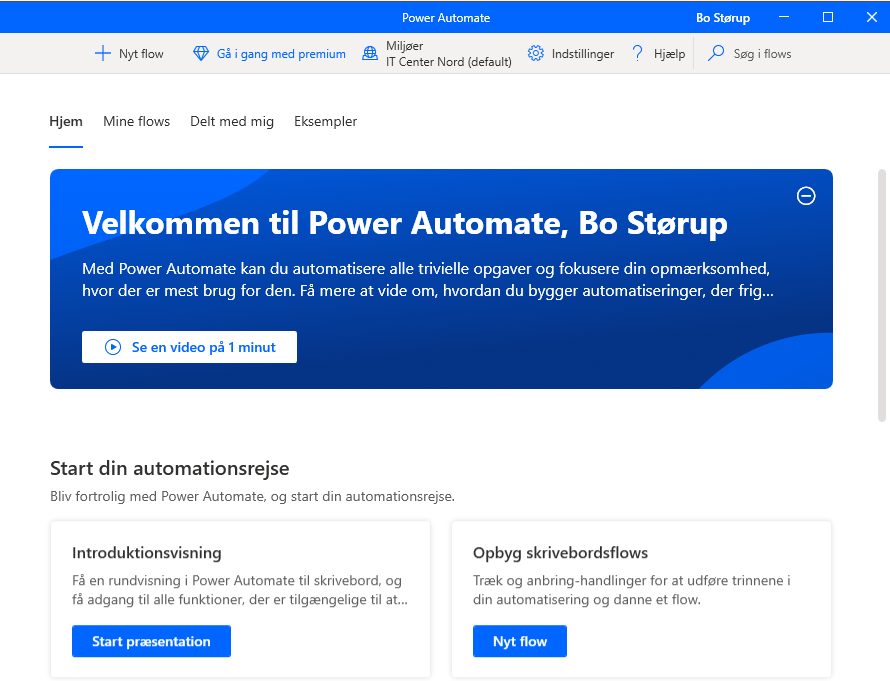 Power Automate
Bo Størup
Nyt flow
Gå i gang med premium
Miljøer
IT Center Nord (default)
Indstillinger
Hjælp
Søg i flows
Hjem
Mine flows
Delt med mig
Eksempler
Velkommen til Power Automate, Bo Størup
Med Power Automate kan du automatisere alle trivielle opgaver og fokusere din opmærksomhed,
hvor der er mest brug for den. Få mere at vide om, hvordan du bygger automatiseringer, der frig...
Se en video på 1 minut
Start din automationsrejse
Bliv fortrolig med Power Automate, og start din automationsrejse.
Introduktionsvisning
Få en rundvisning i Power Automate til skrivebord, og
få adgang til alle funktioner, der er tilgængelige til at...
Start præsentation
Opbyg skrivebordsflows
Træk og anbring-handlinger for at udføre trinnene i
din automatisering og danne et flow.
Nyt flow